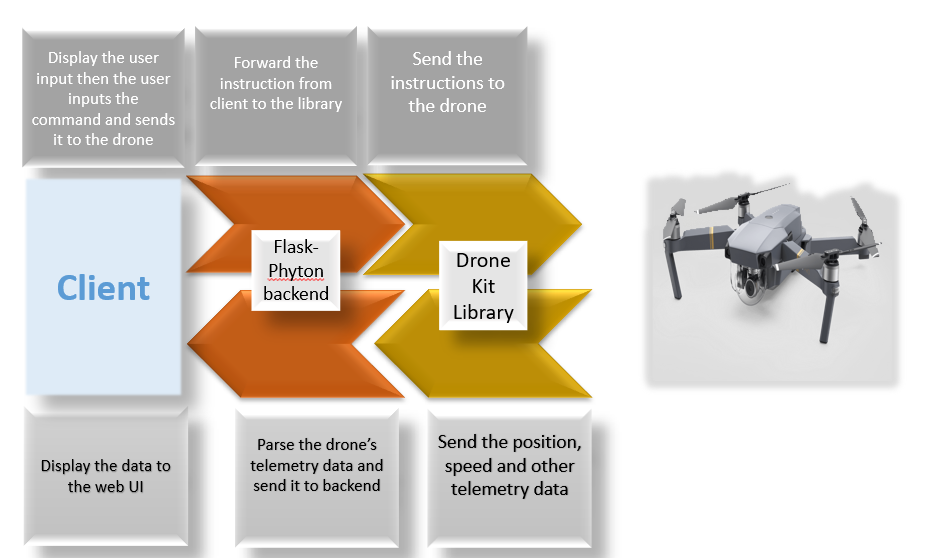 Display the user
input then the user
inputs the
command and sends
it to the drone
Forward the
instruction from
client to the library
Send the
instructions to
the drone
Client
Flask-
Phyton
backend
Drone
Kit
Library
Display the data to
the web UI
Parse the drone's
telemetry data and
send it to backend
Send the position,
speed and other
telemetry data